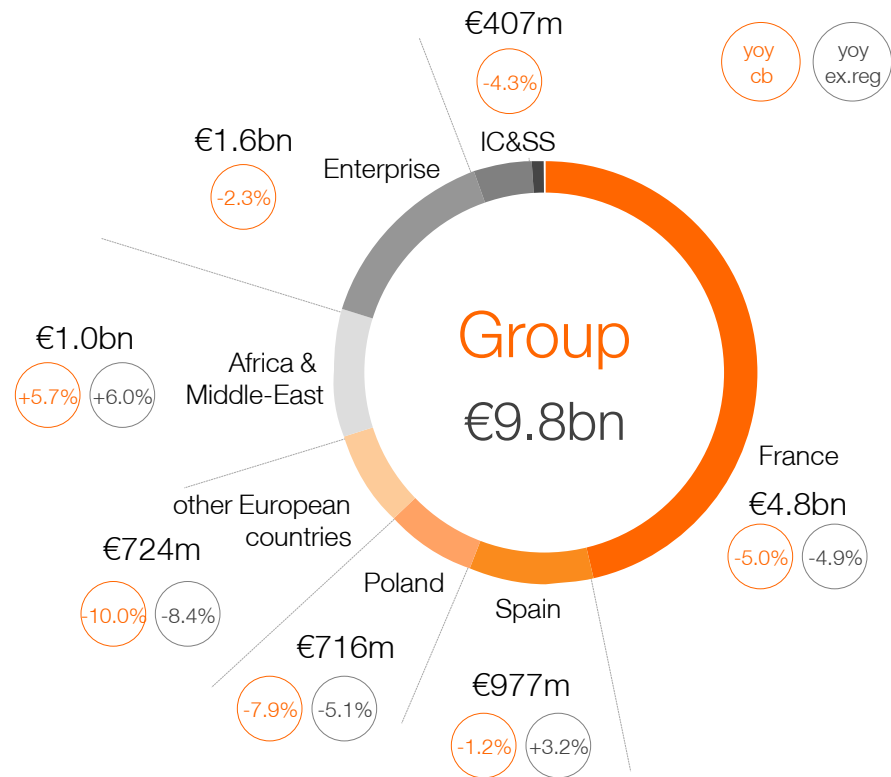 €407m
-4.3%
yoy
cb
yoy
ex.reg
€1.6bn
-2.3%
IC&SS
Enterprise
€1.0bn
+5.7%
+6.0%
Africa &
Middle-East
Group
€9.8bn
France
€4.8bn
-5.0%
-4.9%
other European
countries
€724m
-10.0%
-8.4%
Poland
€716m
-7.9%
-5.1%
Spain
€977m
-1.2%
+3.2%